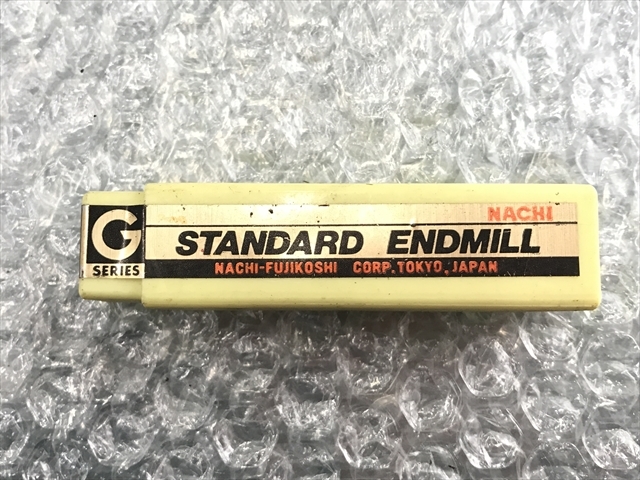 NACHI
G
SERIES
STANDARD ENDMILL
NACHI-FUJIKOSHI CORP. TOKYO, JAPAN